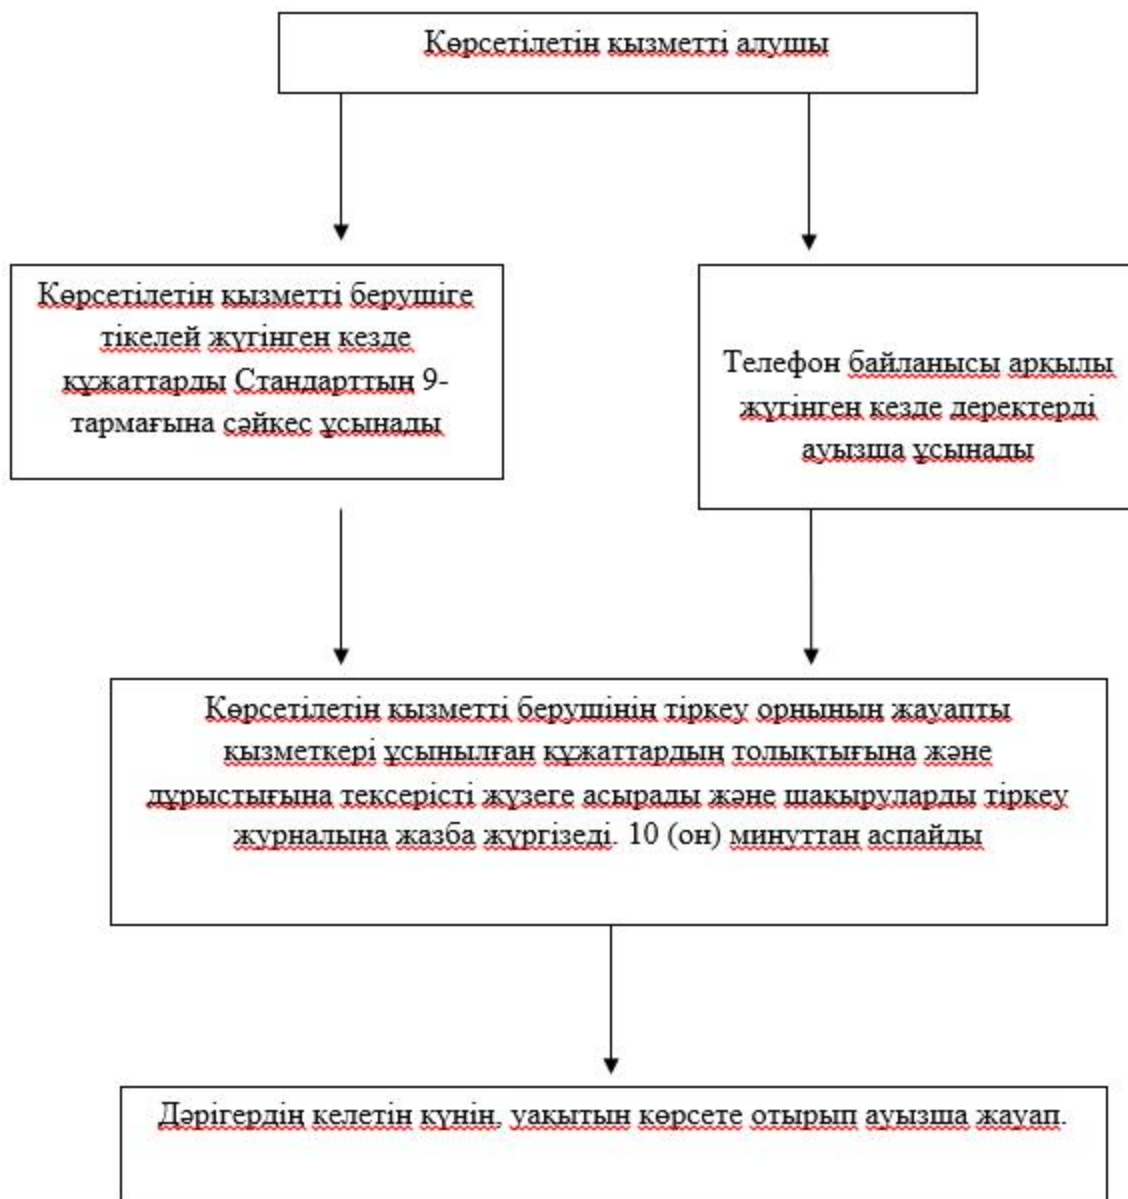 Көрсетілетін қызметті алушы
Көрсетілетін қызметті берушіге
тікелей жүгінген кезде
құжаттарды Стандарттың 9-
тармағына сәйкес ұсынады
Телефон байланысы арқылы
жүгінген кезде деректерді
ауызша ұсынады
Көрсетілетін қызметті берушінің тіркеу орнының жауапты
қызметкері ұсынылған құжаттардың толықтығына және
дұрыстығына тексерісті жүзеге асырады және шақыруларды тіркеу
журналына жазба жүргізеді. 10 (он) минуттан аспайды
Дәрігердің келетін күнін, уақытын көрсете отырып ауызша жауап.